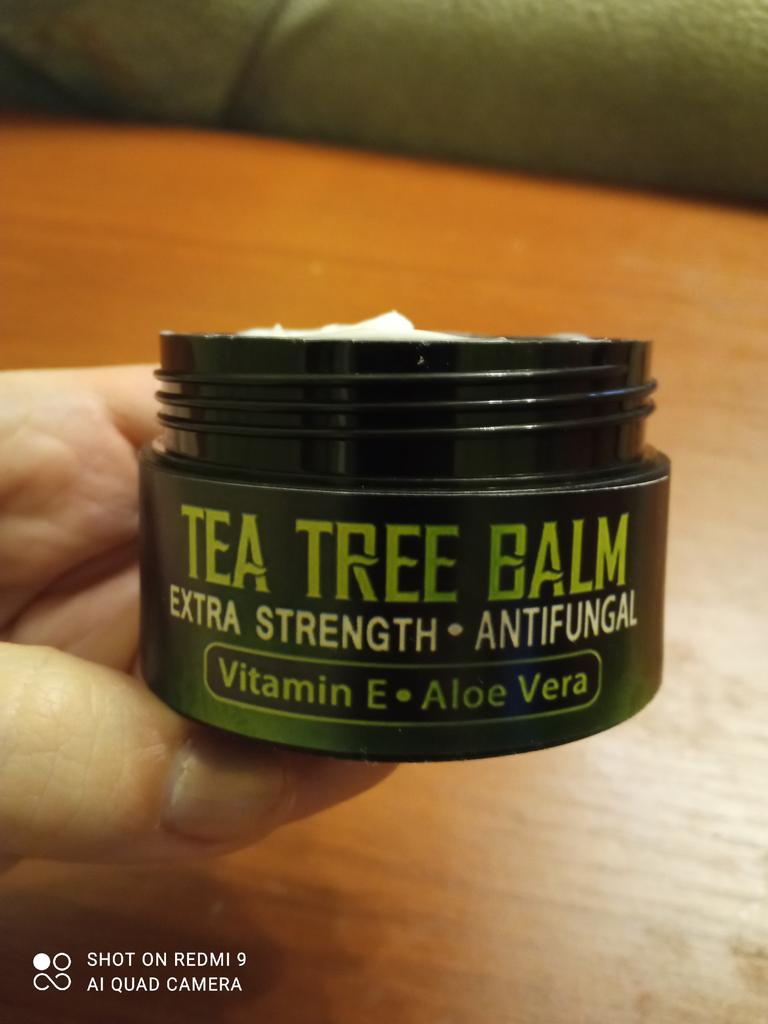 TEA TREE BALM
EXTRA STRENGTH • ANTIFUNGAL
Vitamin E • Aloe Vera
SHOT ON REDMI 9
AI QUAD CAMERA